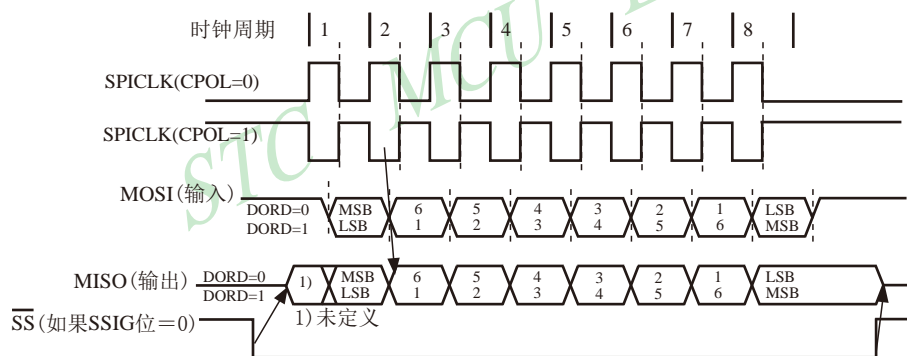 时钟周期 1 2 3 4 5 6 7 8
SPICLK(CPOL=0)
SPICLK(CPOL=1)
MOSI(输入) DORD=0 MSB 6 5 4 3 2 1 LSB
DORD=1 LSB 1 2 3 4 5 6 MSB
MISO(输出) DORD=0 1) MSB 6 5 4 3 2 1 LSB
DORD=1 LSB 1 2 3 4 5 6 MSB
1)未定义
SS(如果SSIG位=0)
STC MCU